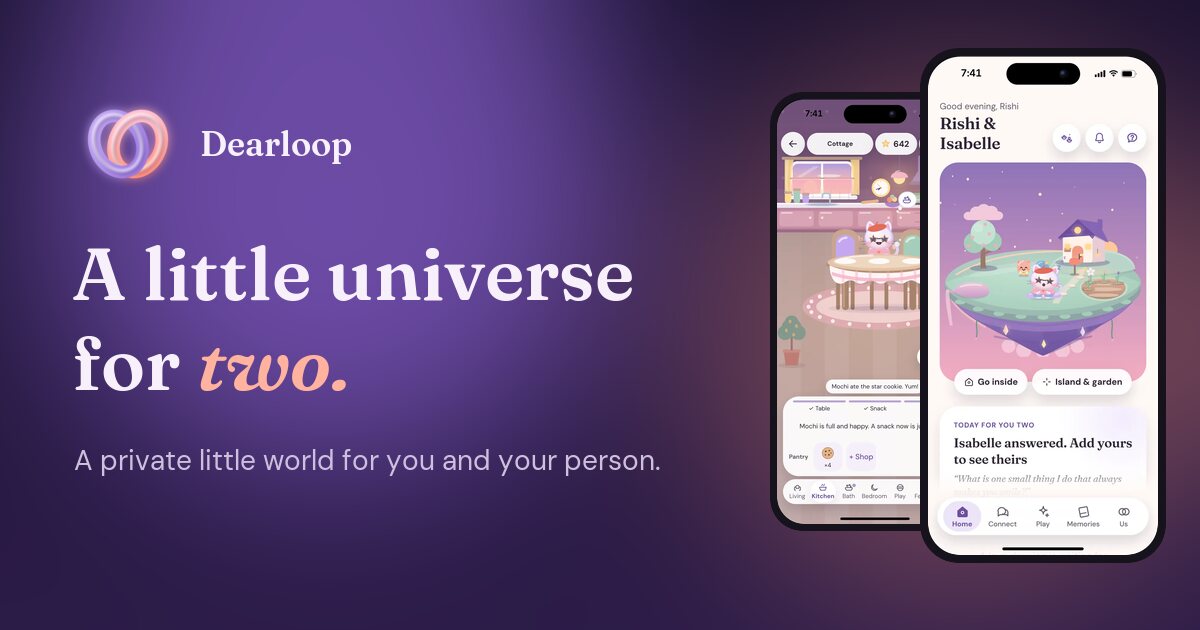 Dearloop
A little universe
for two.
A private little world for you and your person.
7:41
Cottage
642
Mochi ate the star cookie. Yum!
✓ Table
✓ Snack
Mochi is full and happy. A snack now is
Pantry
×4
+ Shop
Living
Kitchen
Bath
Bedroom
Play
7:41
Good evening, Rishi
Rishi &
Isabelle
Go inside
Island & garden
TODAY FOR YOU TWO
Isabelle answered. Add yours
to see theirs
“What is one small thing I do that always
makes you smile?”
Home
Connect
Play
Memories
Us